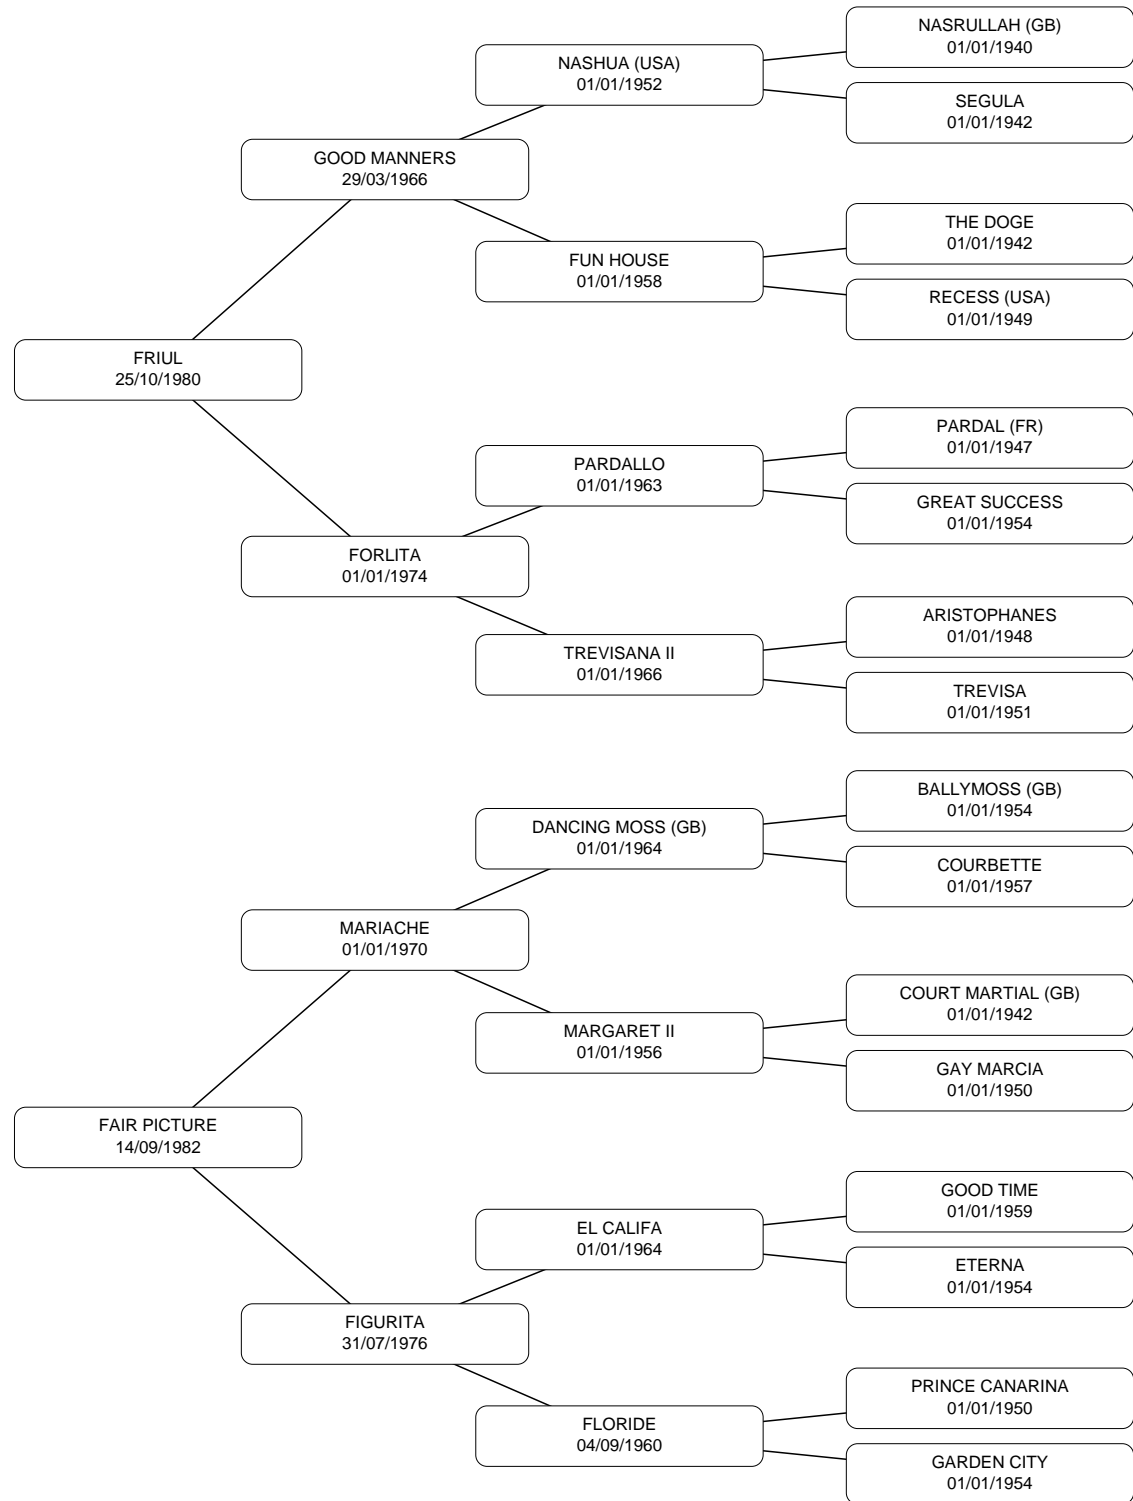 NASRULLAH (GB)
01/01/1940
NASHUA (USA)
01/01/1952
SEGULA
01/01/1942
GOOD MANNERS
29/03/1966
THE DOGE
01/01/1942
FUN HOUSE
01/01/1958
RECESS (USA)
01/01/1949
FRIUL
25/10/1980
PARDAL (FR)
01/01/1947
PARDALLO
01/01/1963
GREAT SUCCESS
01/01/1954
FORLITA
01/01/1974
ARISTOPHANES
01/01/1948
TREVISANA II
01/01/1966
TREVISA
01/01/1951
BALLYMOSS (GB)
01/01/1954
DANCING MOSS (GB)
01/01/1964
COURBETTE
01/01/1957
MARIACHE
01/01/1970
COURT MARTIAL (GB)
01/01/1942
MARGARET II
01/01/1956
GAY MARCIA
01/01/1950
FAIR PICTURE
14/09/1982
GOOD TIME
01/01/1959
EL CALIFA
01/01/1964
ETERNA
01/01/1954
FIGURITA
31/07/1976
PRINCE CANARINA
01/01/1950
FLORIDE
04/09/1960
GARDEN CITY
01/01/1954